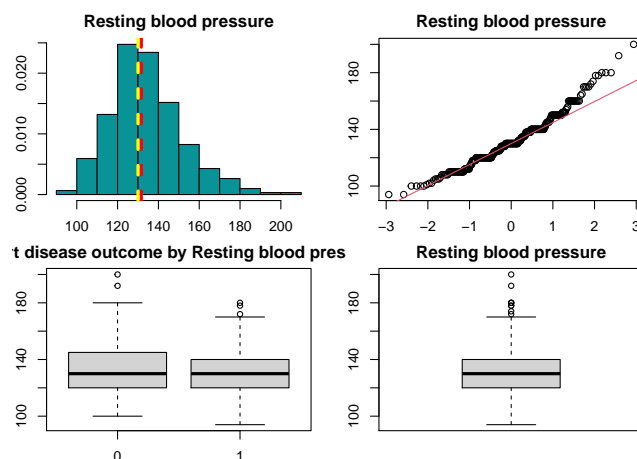 Resting blood pressure
0.000 0.010 0.020
100 120 140 160 180 200
Resting blood pressure
100 140 180
−3 −2 −1 0 1 2 3
t disease outcome by Resting blood pres
100 140 180
0 1
Resting blood pressure
100 140 180